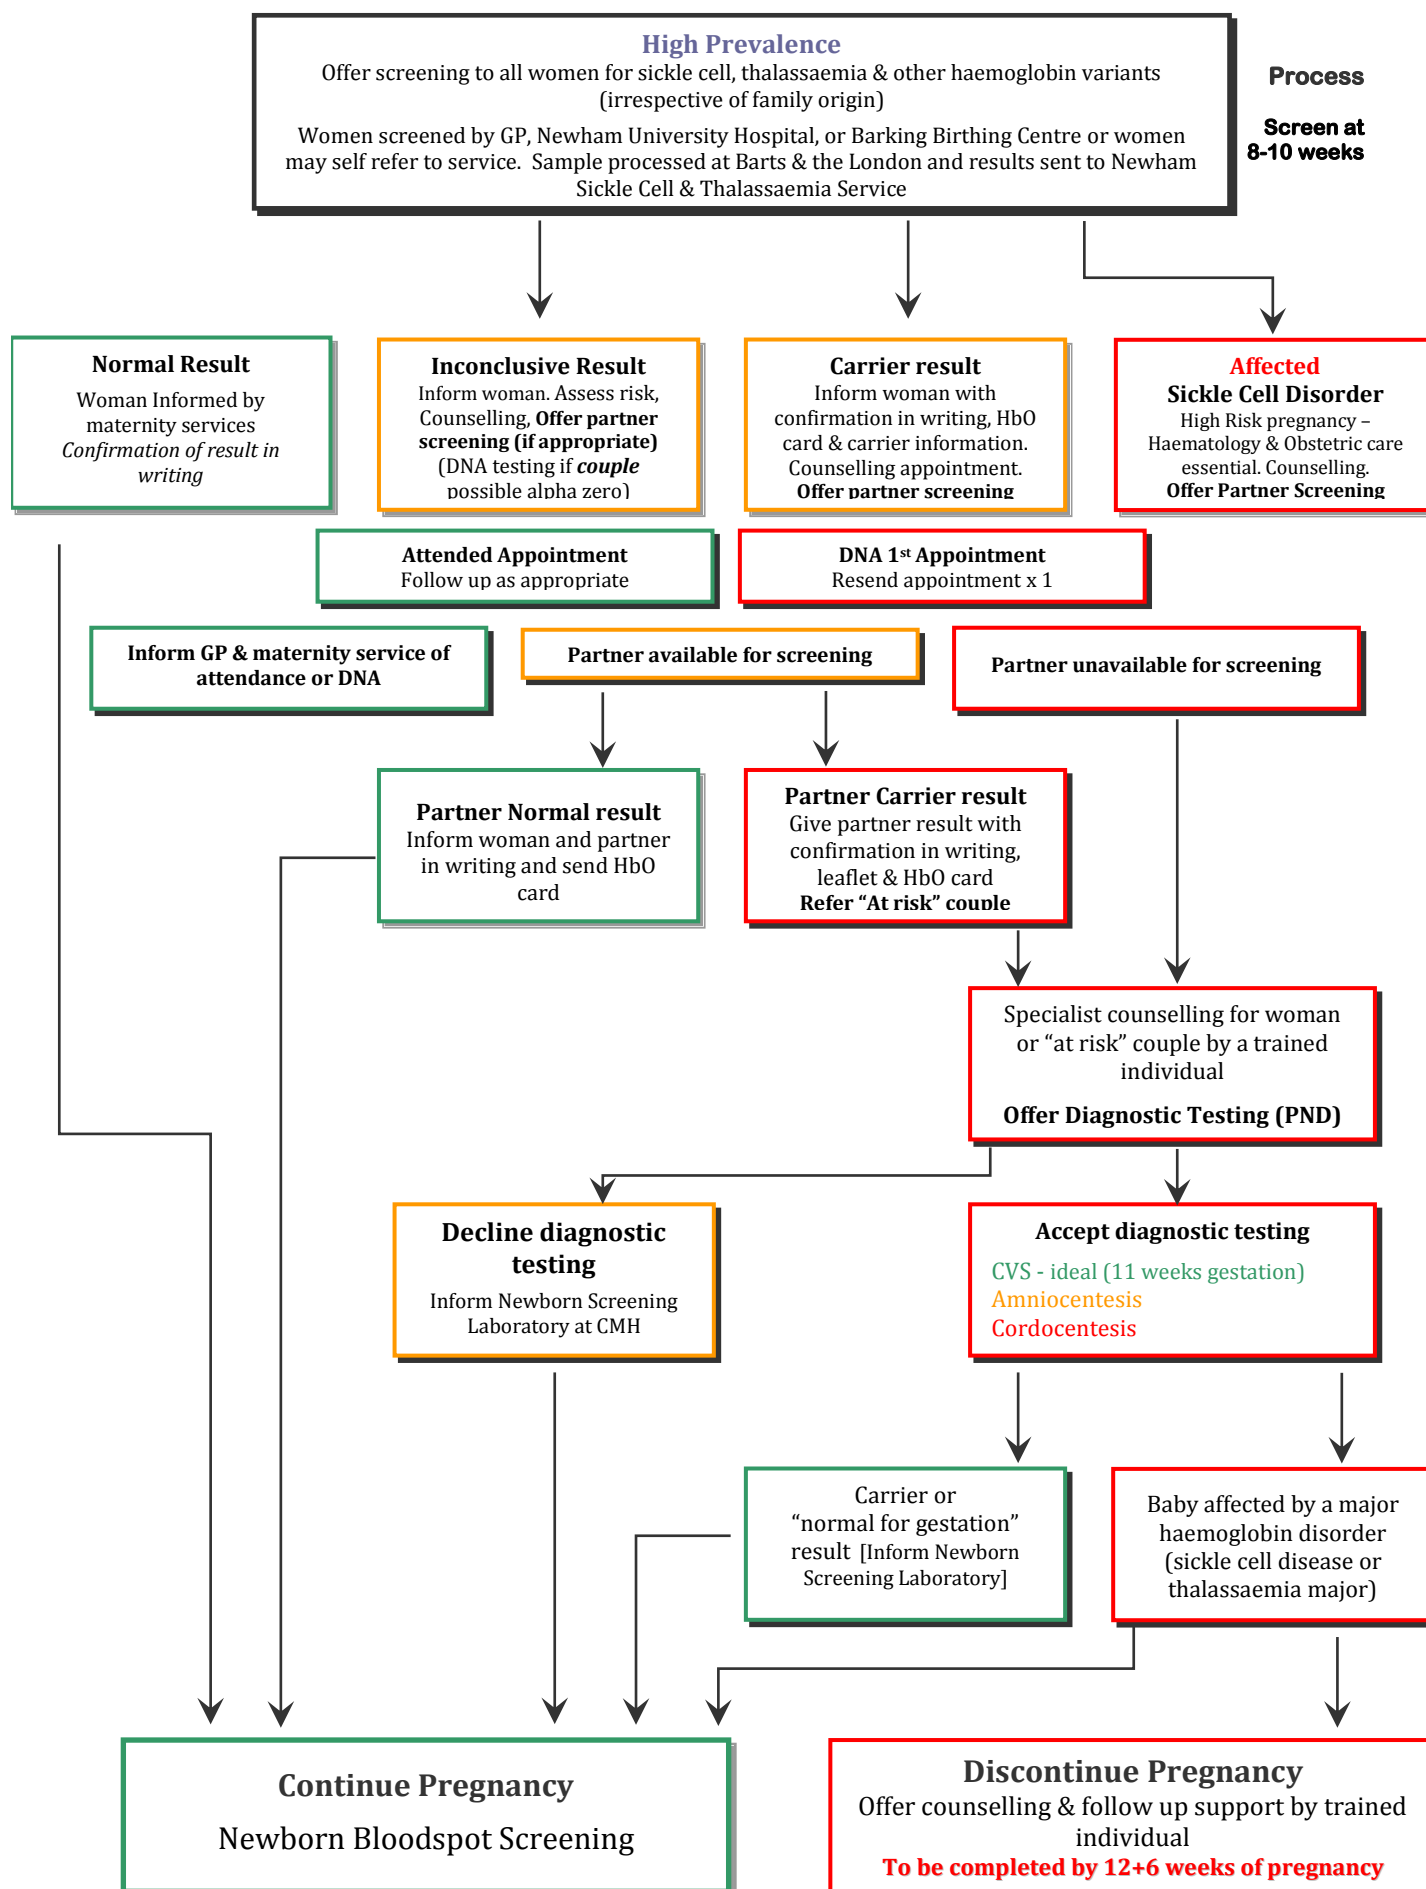 High Prevalence
Offer screening to all women for sickle cell, thalassaemia & other haemoglobin variants
(irrespective of family origin)
Women screened by GP, Newham University Hospital, or Barking Birthing Centre or women
may self refer to service. Sample processed at Barts & the London and results sent to Newham
Sickle Cell & Thalassaemia Service
Process
Screen at
8-10 weeks
Normal Result
Woman Informed by
maternity services
Confirmation of result in
writing
Inconclusive Result
Inform woman. Assess risk,
Counselling, Offer partner
screening (if appropriate)
(DNA testing if couple
possible alpha zero)
Carrier result
Inform woman with
confirmation in writing, HbO
card & carrier information.
Counselling appointment.
Offer partner screening
Affected
Sickle Cell Disorder
High Risk pregnancy –
Haematology & Obstetric care
essential. Counselling.
Offer Partner Screening
Attended Appointment
Follow up as appropriate
DNA 1st Appointment
Resend appointment x 1
Inform GP & maternity service of
attendance or DNA
Partner available for screening
Partner unavailable for screening
Partner Normal result
Inform woman and partner
in writing and send HbO
card
Partner Carrier result
Give partner result with
confirmation in writing,
leaflet & HbO card
Refer “At risk” couple
Specialist counselling for woman
or “at risk” couple by a trained
individual
Offer Diagnostic Testing (PND)
Decline diagnostic
testing
Inform Newborn Screening
Laboratory at CMH
Accept diagnostic testing
CVS - ideal (11 weeks gestation)
Amniocentesis
Cordocentesis
Carrier or
“normal for gestation”
result [Inform Newborn
Screening Laboratory]
Baby affected by a major
haemoglobin disorder
(sickle cell disease or
thalassaemia major)
Continue Pregnancy
Newborn Bloodspot Screening
Discontinue Pregnancy
Offer counselling & follow up support by trained
individual
To be completed by 12+6 weeks of pregnancy